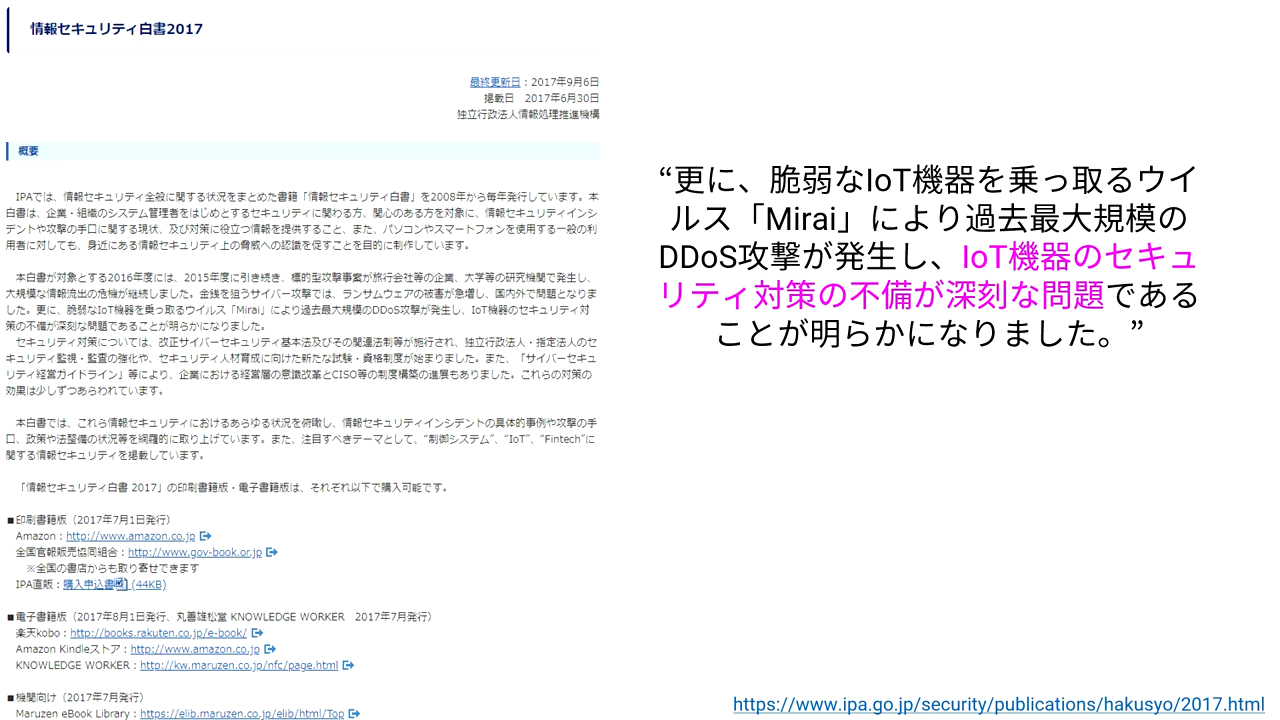 情報セキュリティ白書2017
最終更新日：2017年9月6日
掲載日　2017年6月30日
独立行政法人情報処理推進機構
概要
IPAでは、情報セキュリティ全般に関する状況をまとめた書籍「情報セキュリティ白書」を2008年から毎年発行しています。本
白書は、企業・組織のシステム管理者をはじめとするセキュリティに関わる方、関心のある方を対象に、情報セキュリティインシ
デントや攻撃の手口に関する現状、及び対策に役立つ情報を提供すること、また、パソコンやスマートフォンを使用する一般の利
用者に対しても、身近にある情報セキュリティ上の脅威への認識を促すことを目的に制作しています。
本白書が対象とする2016年度には、2015年度に引き続き、標的型攻撃事案が旅行会社等の企業、大学等の研究機関で発生し、
大規模な情報流出の危機が継続しました。金銭を狙うサイバー攻撃では、ランサムウェアの被害が急増し、国内外で問題となりま
した。更に、脆弱なIoT機器を乗っ取るウイルス「Mirai」により過去最大規模のDDoS攻撃が発生し、IoT機器のセキュリティ対
策の不備が深刻な問題であることが明らかになりました。
セキュリティ対策については、改正サイバーセキュリティ基本法及びその関連法制等が施行され、独立行政法人・指定法人のセ
キュリティ監視・監査の強化や、セキュリティ人材育成に向けた新たな試験・資格制度が始まりました。また、「サイバーセキュ
リティ経営ガイドライン」等により、企業における経営層の意識改革とCISO等の制度構築の進展もありました。これらの対策の
効果は少しずつあらわれています。
本白書では、これら情報セキュリティにおけるあらゆる状況を俯瞰し、情報セキュリティインシデントの具体的事例や攻撃の手
口、政策や法整備の状況等を網羅的に取り上げています。また、注目すべきテーマとして、“制御システム”、“IoT”、“Fintech”に
関する情報セキュリティを掲載しています。
「情報セキュリティ白書 2017」の印刷書籍版・電子書籍版は、それぞれ以下で購入可能です。
■印刷書籍版（2017年7月1日発行）
Amazon：http://www.amazon.co.jp
全国官報販売協同組合：http://www.gov-book.or.jp
※全国の書店からも取り寄せできます
IPA直販：購入申込書 (44KB)
■電子書籍版（2017年8月1日発行、丸善雄松堂 KNOWLEDGE WORKER　2017年7月発行）
楽天kobo：http://books.rakuten.co.jp/e-book/
Amazon Kindleストア：http://www.amazon.co.jp
KNOWLEDGE WORKER：http://kw.maruzen.co.jp/nfc/page.html
■機関向け（2017年7月発行）
Maruzen eBook Library：https://elib.maruzen.co.jp/elib/html/Top
“更に、脆弱なIoT機器を乗っ取るウイ
ルス「Mirai」により過去最大規模の
DDoS攻撃が発生し、IoT機器のセキュ
リティ対策の不備が深刻な問題である
ことが明らかになりました。”
https://www.ipa.go.jp/security/publications/hakusyo/2017.html